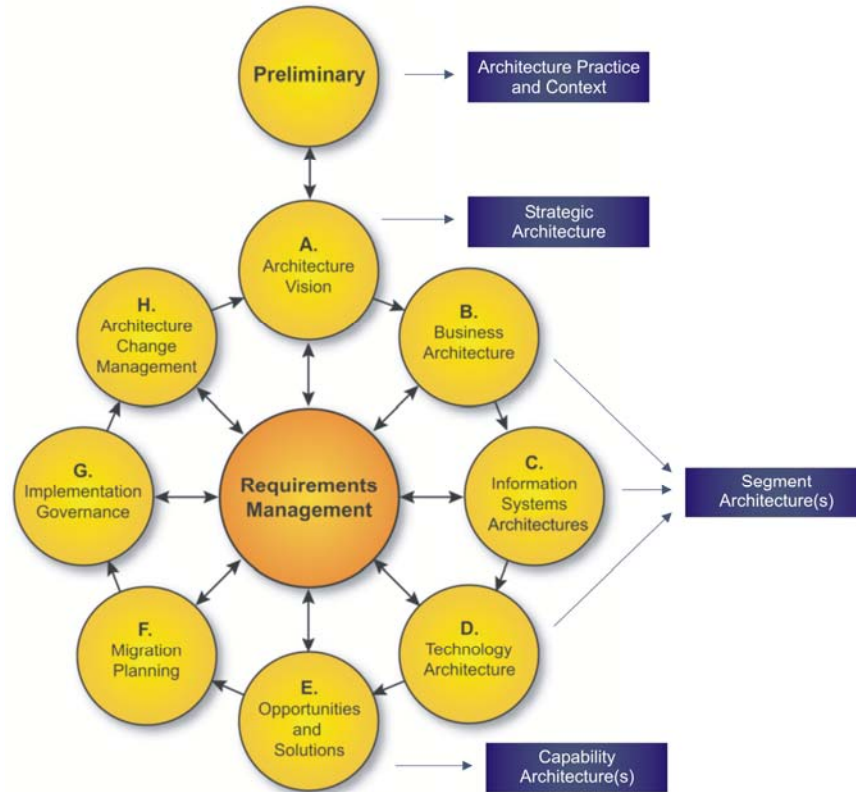 Preliminary
Architecture Practice
and Context
A.
Architecture
Vision
Strategic
Architecture
H.
Architecture
Change
Management
B.
Business
Architecture
G.
Implementation
Governance
Requirements
Management
C.
Information
Systems
Architectures
Segment
Architecture(s)
F.
Migration
Planning
D.
Technology
Architecture
E.
Opportunities
and
Solutions
Capability
Architecture(s)